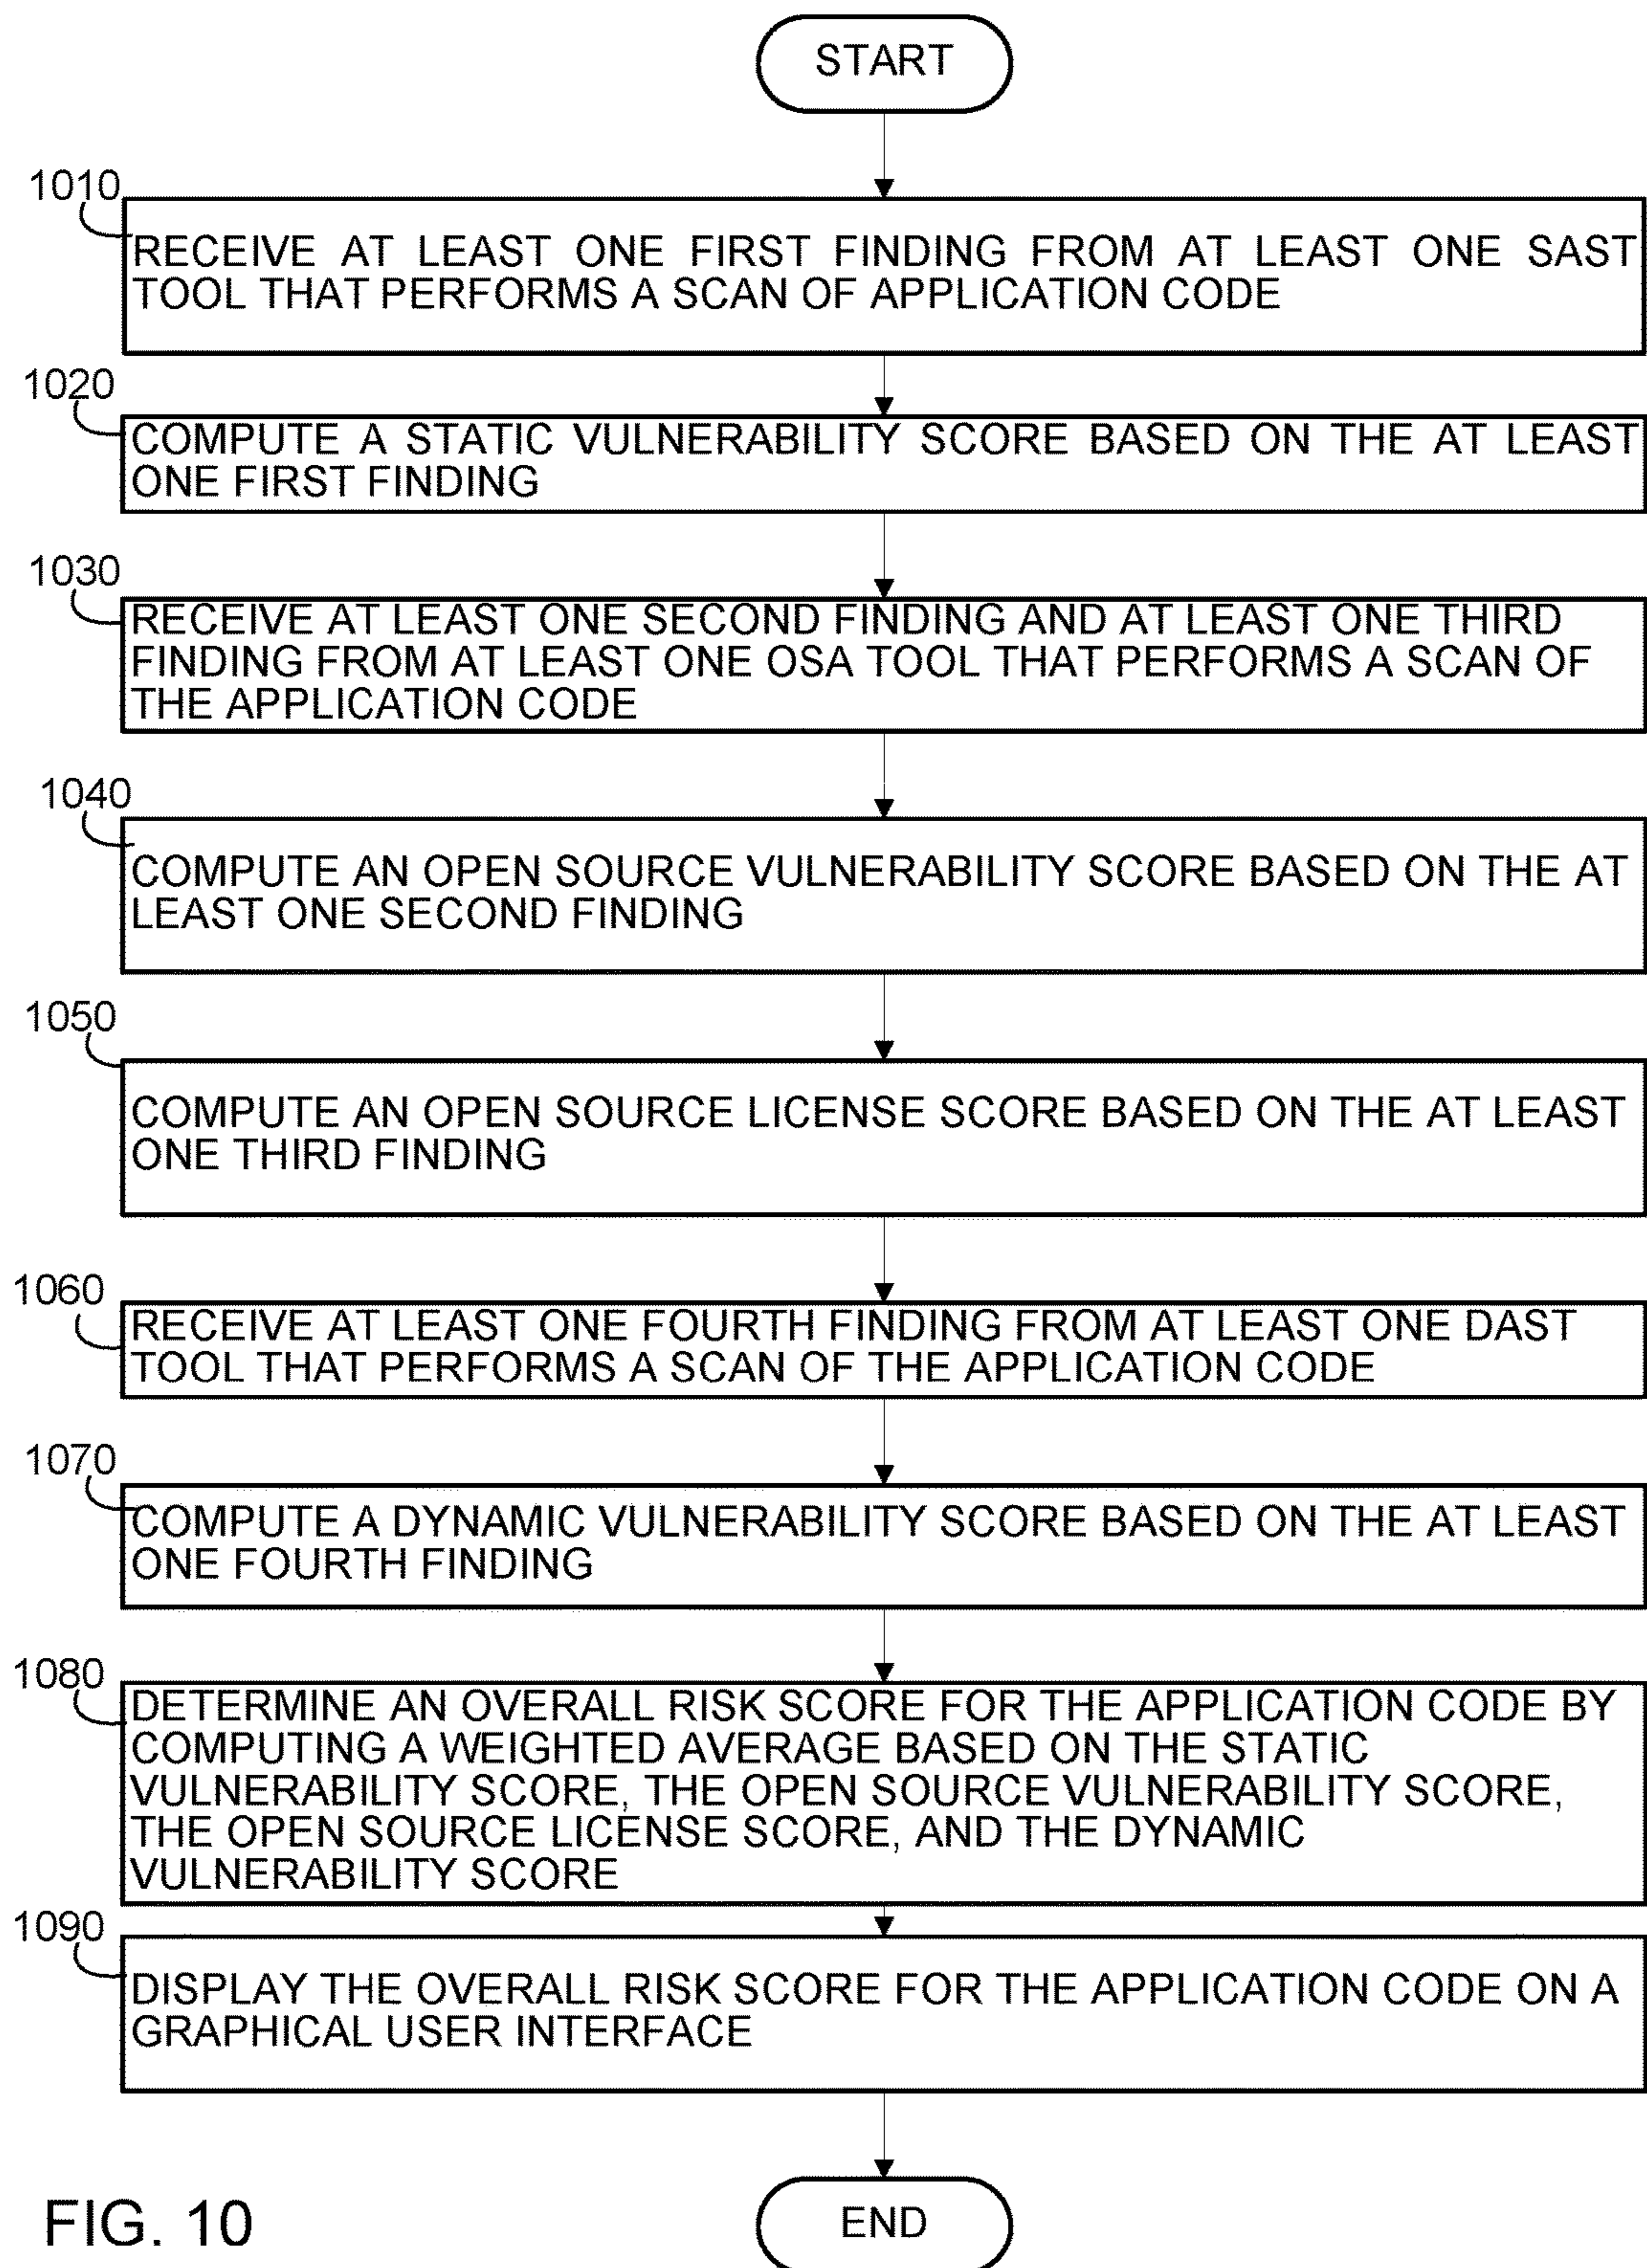 START
1010
RECEIVE AT LEAST ONE FIRST FINDING FROM AT LEAST ONE SAST
TOOL THAT PERFORMS A SCAN OF APPLICATION CODE
1020
COMPUTE A STATIC VULNERABILITY SCORE BASED ON THE AT LEAST
ONE FIRST FINDING
1030
RECEIVE AT LEAST ONE SECOND FINDING AND AT LEAST ONE THIRD
FINDING FROM AT LEAST ONE OSA TOOL THAT PERFORMS A SCAN OF
THE APPLICATION CODE
1040
COMPUTE AN OPEN SOURCE VULNERABILITY SCORE BASED ON THE AT
LEAST ONE SECOND FINDING
1050
COMPUTE AN OPEN SOURCE LICENSE SCORE BASED ON THE AT LEAST
ONE THIRD FINDING
1060
RECEIVE AT LEAST ONE FOURTH FINDING FROM AT LEAST ONE DAST
TOOL THAT PERFORMS A SCAN OF THE APPLICATION CODE
1070
COMPUTE A DYNAMIC VULNERABILITY SCORE BASED ON THE AT LEAST
ONE FOURTH FINDING
1080
DETERMINE AN OVERALL RISK SCORE FOR THE APPLICATION CODE BY
COMPUTING A WEIGHTED AVERAGE BASED ON THE STATIC
VULNERABILITY SCORE, THE OPEN SOURCE VULNERABILITY SCORE,
THE OPEN SOURCE LICENSE SCORE, AND THE DYNAMIC
VULNERABILITY SCORE
1090
DISPLAY THE OVERALL RISK SCORE FOR THE APPLICATION CODE ON A
GRAPHICAL USER INTERFACE
END
FIG. 10